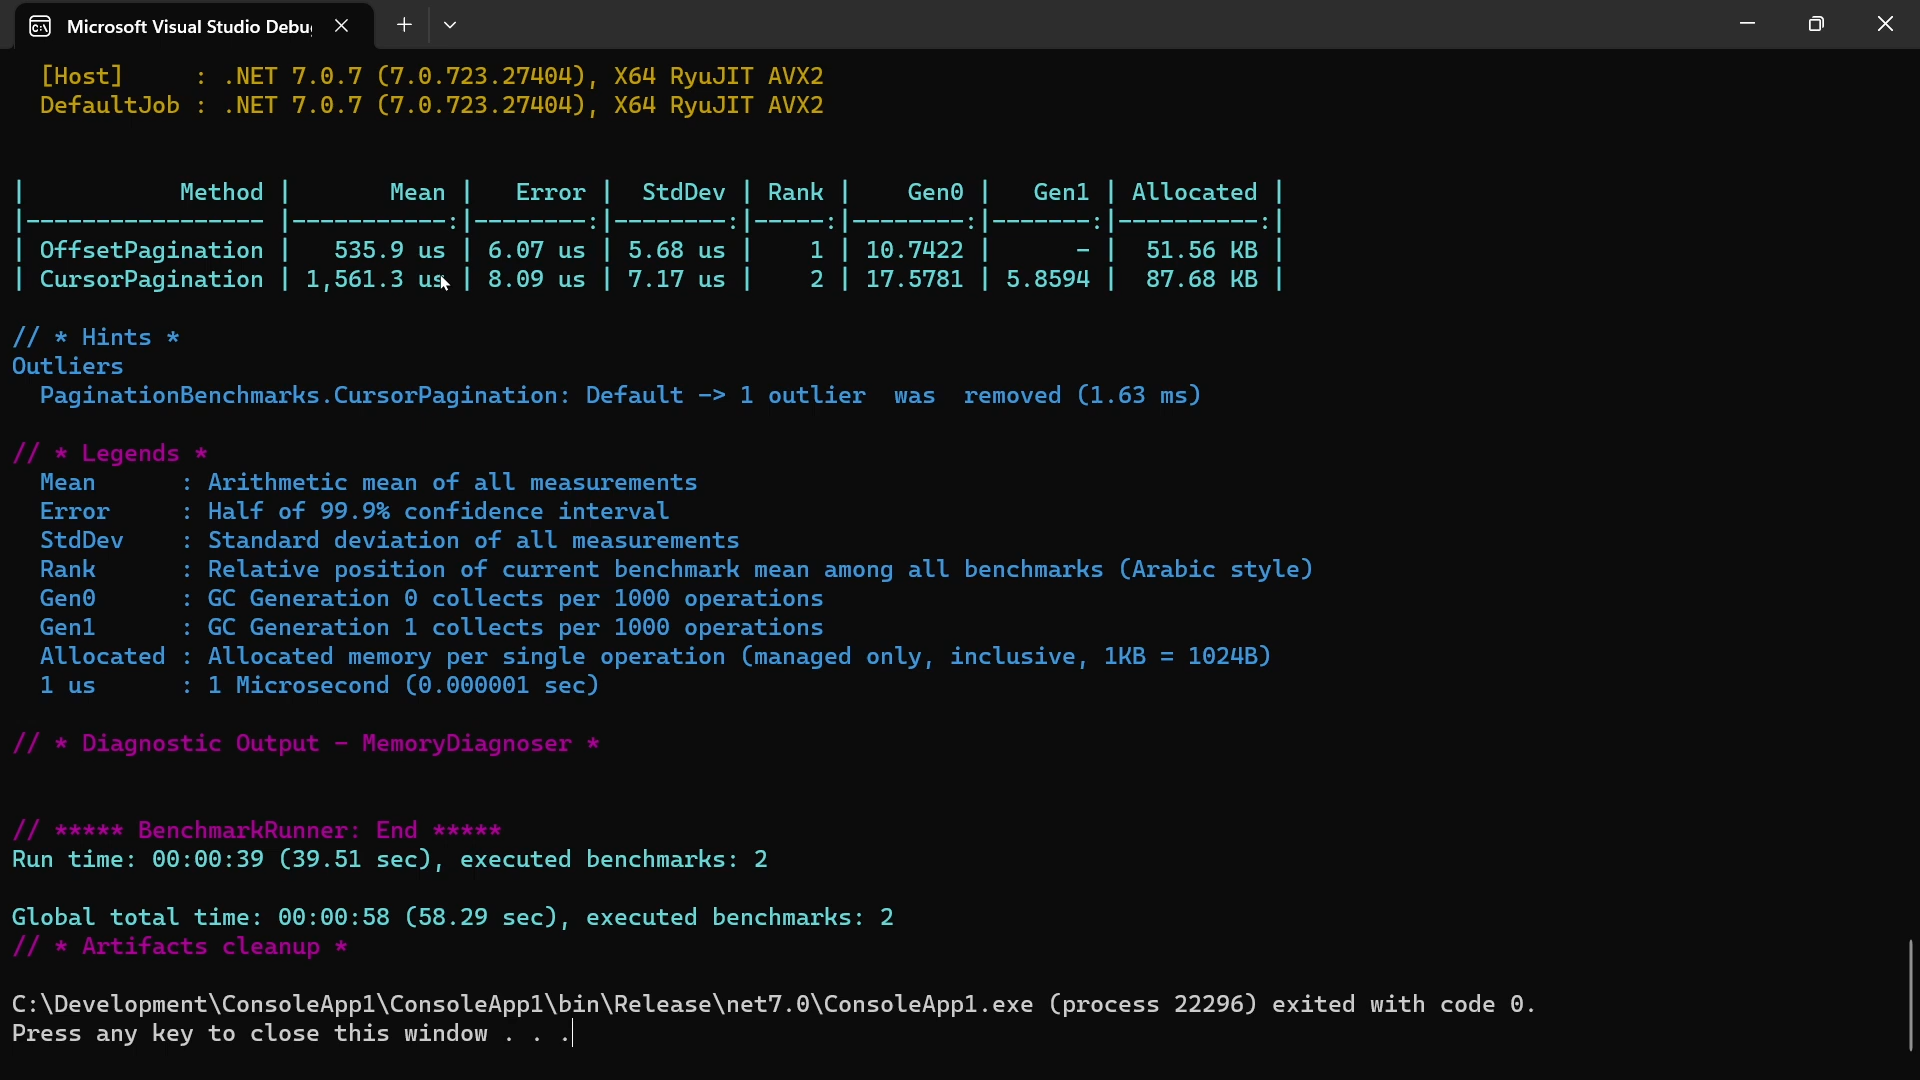 Microsoft Visual Studio Debu
[Host]     : .NET 7.0.7 (7.0.723.27404), X64 RyuJIT AVX2
DefaultJob : .NET 7.0.7 (7.0.723.27404), X64 RyuJIT AVX2
|           Method |       Mean |   Error |  StdDev | Rank |    Gen0 |   Gen1 | Allocated |
|----------------- |-----------:|--------:|--------:|-----:|--------:|-------:|----------:|
| OffsetPagination |   535.9 us | 6.07 us | 5.68 us |    1 | 10.7422 |      - |  51.56 KB |
| CursorPagination | 1,561.3 us | 8.09 us | 7.17 us |    2 | 17.5781 | 5.8594 |  87.68 KB |
// * Hints *
Outliers
  PaginationBenchmarks.CursorPagination: Default -> 1 outlier  was  removed (1.63 ms)
// * Legends *
  Mean      : Arithmetic mean of all measurements
  Error     : Half of 99.9% confidence interval
  StdDev    : Standard deviation of all measurements
  Rank      : Relative position of current benchmark mean among all benchmarks (Arabic style)
  Gen0      : GC Generation 0 collects per 1000 operations
  Gen1      : GC Generation 1 collects per 1000 operations
  Allocated : Allocated memory per single operation (managed only, inclusive, 1KB = 1024B)
  1 us      : 1 Microsecond (0.000001 sec)
// * Diagnostic Output - MemoryDiagnoser *
// ***** BenchmarkRunner: End *****
Run time: 00:00:39 (39.51 sec), executed benchmarks: 2
Global total time: 00:00:58 (58.29 sec), executed benchmarks: 2
// * Artifacts cleanup *
C:\Development\ConsoleApp1\ConsoleApp1\bin\Release\net7.0\ConsoleApp1.exe (process 22296) exited with code 0.
Press any key to close this window . . .